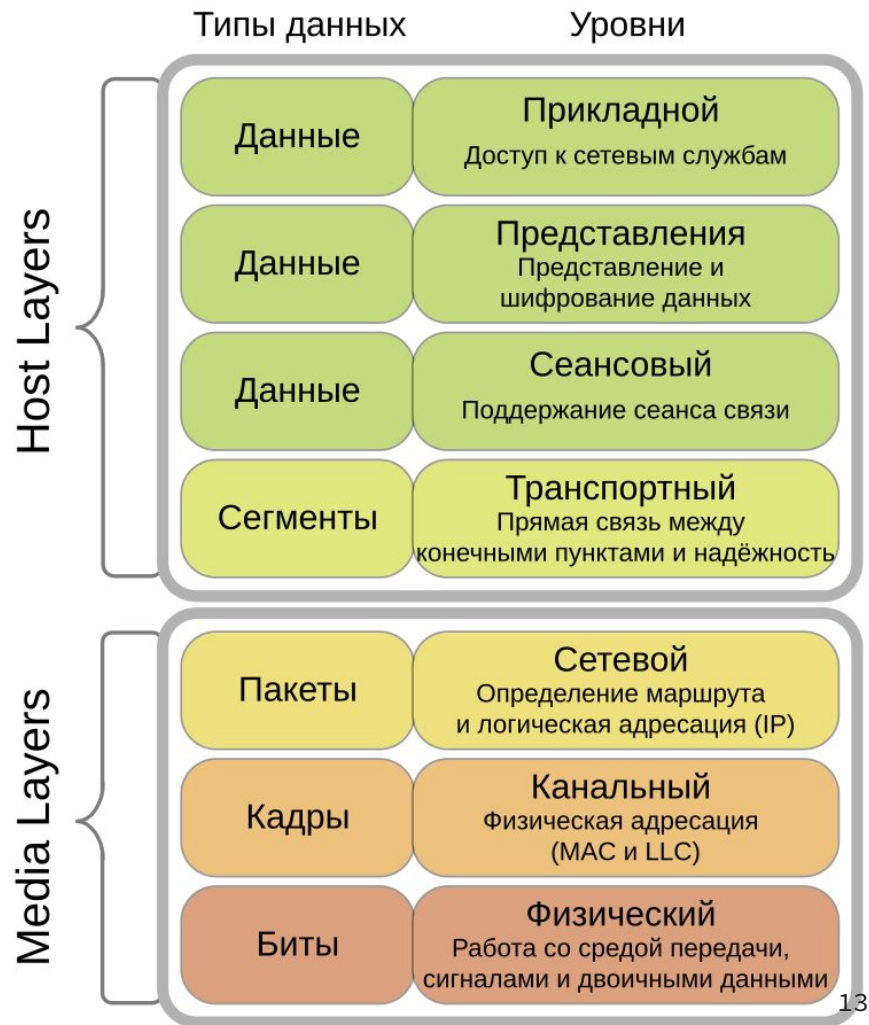 Типы данных
Уровни
Host Layers
Данные
Прикладной
Доступ к сетевым службам
Данные
Представления
Представление и
шифрование данных
Данные
Сеансовый
Поддержание сеанса связи
Сегменты
Транспортный
Прямая связь между
конечными пунктами и надёжность
Media Layers
Пакеты
Сетевой
Определение маршрута
и логическая адресация (IP)
Кадры
Канальный
Физическая адресация
(MAC и LLC)
Биты
Физический
Работа со средой передачи,
сигналами и двоичными данными
13